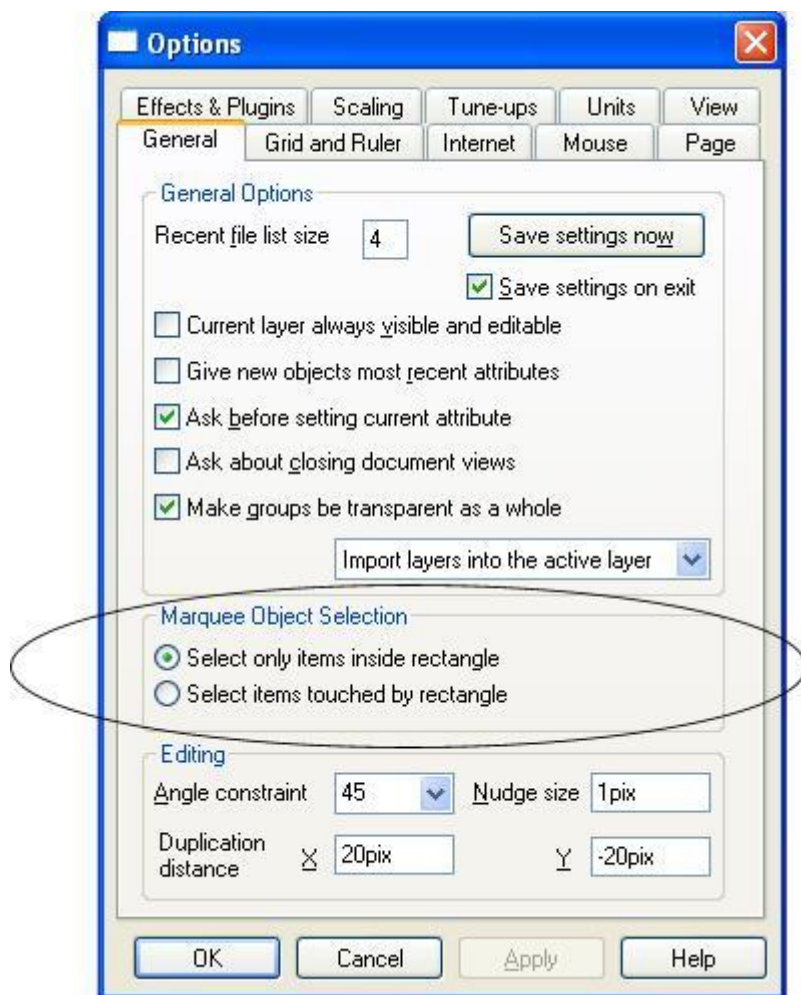 Options
Effects & Plugins Scaling Tune-ups Units View
General Grid and Ruler Internet Mouse Page
General Options
Recent file list size 4 Save settings now
Save settings on exit
Current layer always visible and editable
Give new objects most recent attributes
Ask before setting current attribute
Ask about closing document views
Make groups be transparent as a whole
Import layers into the active layer
Marquee Object Selection
Select only items inside rectangle
Select items touched by rectangle
Editing
Angle constraint 45 Nudge size 1pix
Duplication
distance X 20pix Y -20pix
OK Cancel Apply Help